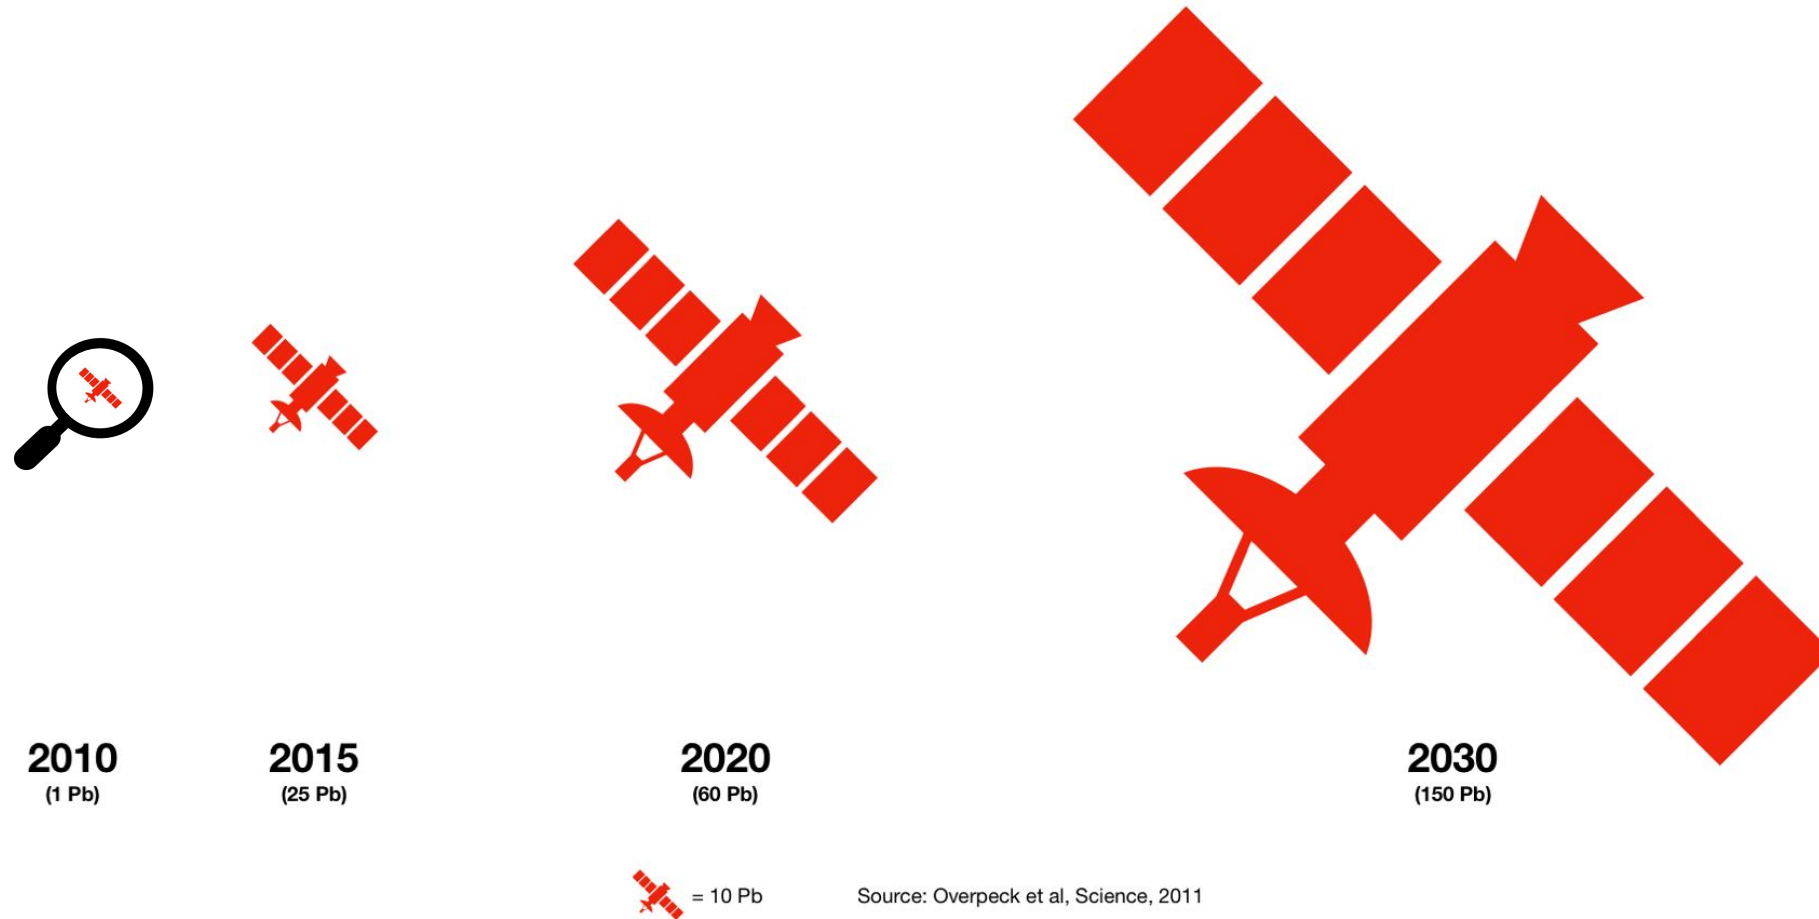 2010
(1 Pb)
2015
(25 Pb)
2020
(60 Pb)
2030
(150 Pb)
= 10 Pb
Source: Overpeck et al, Science, 2011